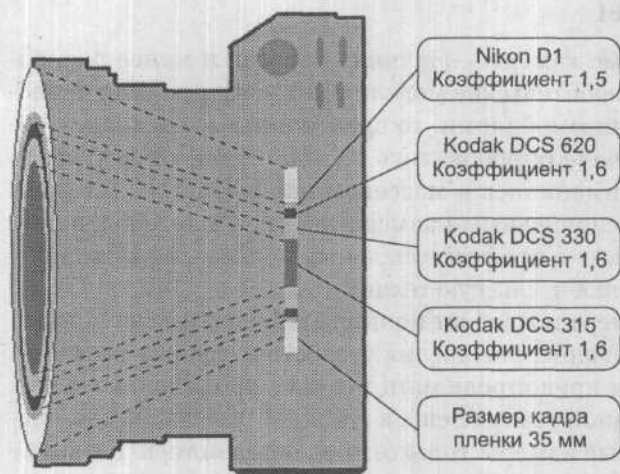 Nikon D1
Коэффициент 1,5
Kodak DCS 620
Коэффициент 1,6
Kodak DCS 330
Коэффициент 1,6
Kodak DCS 315
Коэффициент 1,6
Размер кадра
пленки 35 мм